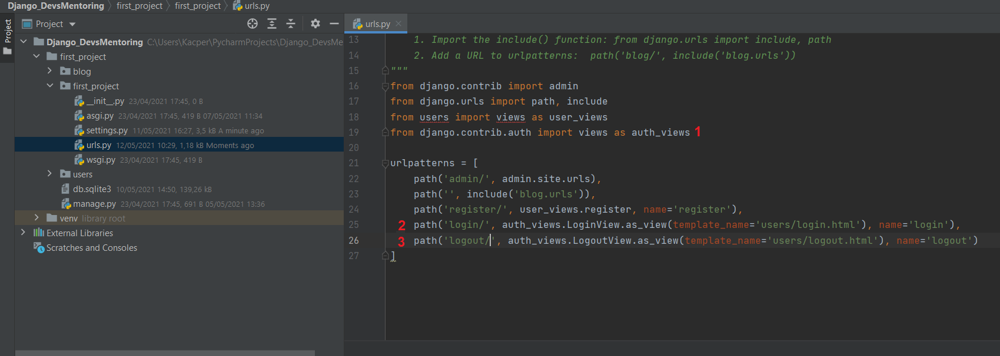 Django_DevsMentoring first_project first_project urls.py
Project
Project
Django_DevsMentoring C:\Users\Kacper\PycharmProjects\Django_DevsMe
first_project
blog
first_project
__init__.py 23/04/2021 17:45, 0 B
asgi.py 23/04/2021 17:45, 419 B 07/05/2021 11:34
settings.py 11/05/2021 16:27, 3,5 kB A minute ago
urls.py 12/05/2021 10:29, 1,18 kB Moments ago
wsgi.py 23/04/2021 17:45, 419 B
users
db.sqlite3 10/05/2021 14:50, 139,26 kB
manage.py 23/04/2021 17:45, 691 B 05/05/2021 13:36
venv library root
External Libraries
Scratches and Consoles
urls.py
13 1. Import the include() function: from django.urls import include, path
14 2. Add a URL to urlpatterns:  path('blog/', include('blog.urls'))
15 """
16 from django.contrib import admin
17 from django.urls import path, include
18 from users import views as user_views
19 from django.contrib.auth import views as auth_views 1
20
21 urlpatterns = [
22 path('admin/', admin.site.urls),
23 path('', include('blog.urls')),
24 path('register/', user_views.register, name='register'),
25 2 path('login/', auth_views.LoginView.as_view(template_name='users/login.html'), name='login'),
26 3 path('logout/', auth_views.LogoutView.as_view(template_name='users/logout.html'), name='logout')
27 ]